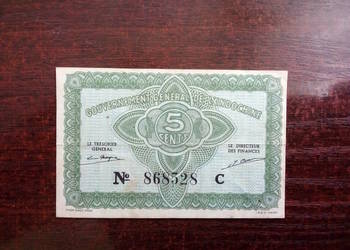 GOUVERNEMENT GÉNÉRAL DE L'INDOCHINE
5
CENTS
LE TRÉSORIER
GÉNÉRAL
LE DIRECTEUR
DES FINANCES
Nº 868528 C